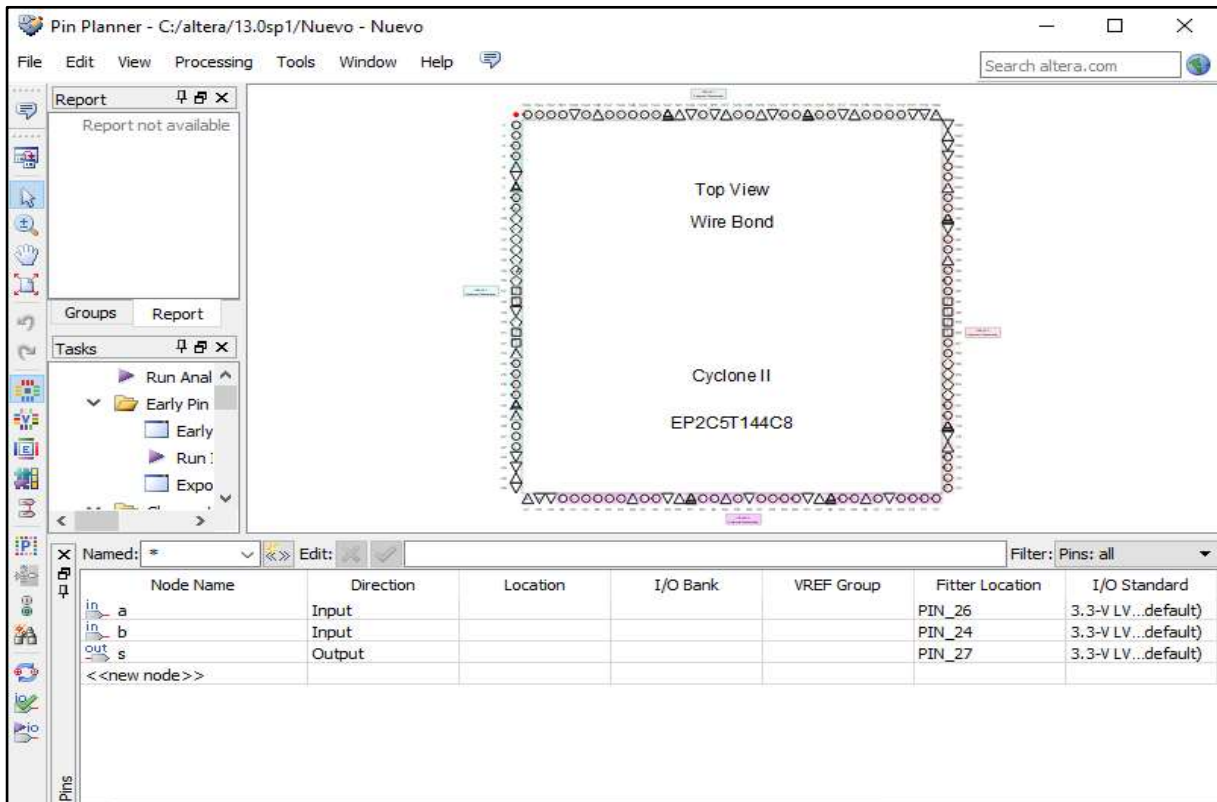 Pin Planner - C:/altera/13.0sp1/Nuevo - Nuevo
File Edit View Processing Tools Window Help
Search altera.com
Report
Report not available
Groups Report
Tasks
Run Anal
Early Pin
Early
Run I
Expo
Top View
Wire Bond
Cyclone II
EP2C5T144C8
Named: * Edit: Filter: Pins: all
Node Name Direction Location I/O Bank VREF Group Fitter Location I/O Standard
in a Input PIN_26 3.3-V LV...default)
in b Input PIN_24 3.3-V LV...default)
out s Output PIN_27 3.3-V LV...default)
<<new node>>
Pins